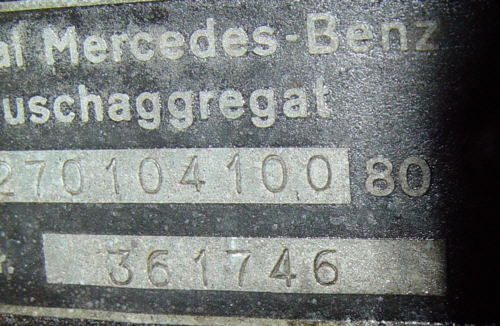 al Mercedes-Benz
uschaggregat
270104100 80
361746